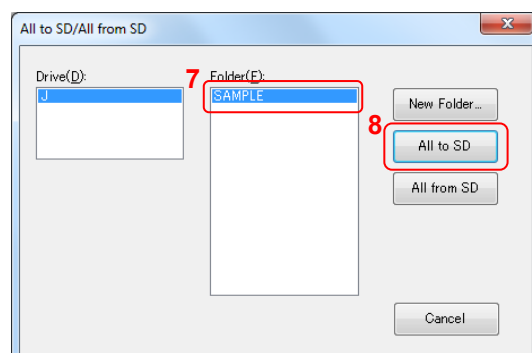 All to SD/All from SD
Drive(D):
7
Folder(F):
J
SAMPLE
New Folder...
8
All to SD
All from SD
Cancel